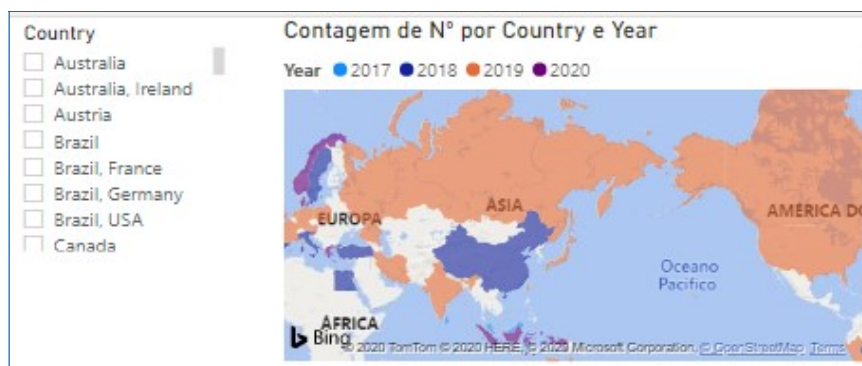 Country
Australia
Australia, Ireland
Austria
Brazil
Brazil, France
Brazil, Germany
Brazil, USA
Canada
Contagem de Nº por Country e Year
Year 2017 2018 2019 2020
EUROPA
ÁSIA
AMÉRICA DO
Oceano
Pacífico
ÁFRICA
Bing
© 2020 TomTom © 2020 HERE, © 2020 Microsoft Corporation, © OpenStreetMap Terms